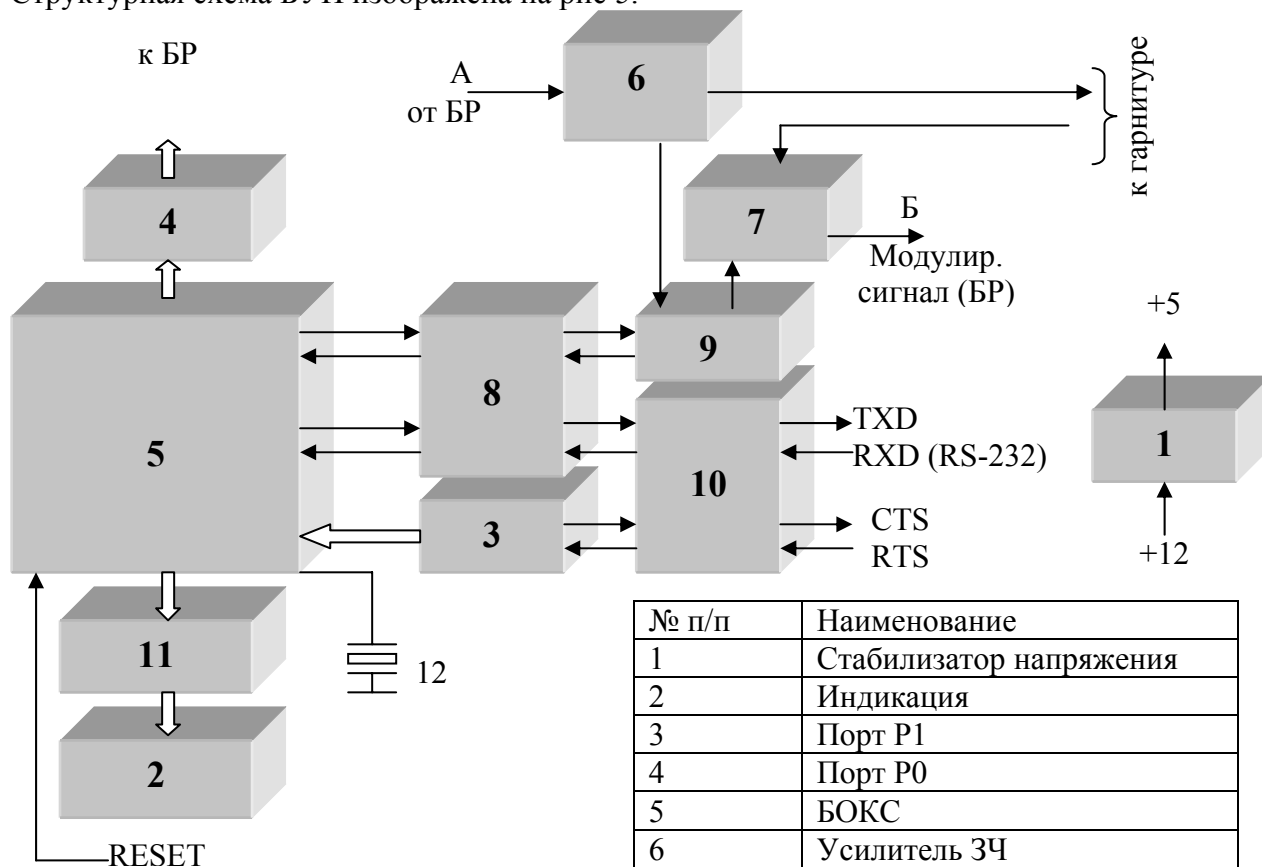 Структурная схема БУИ изображена на рис 5.
к БР
А
от БР
6
к гарнитуре
4
7
Б
Модулир.
сигнал (БР)
+5
9
8
5
1
TXD
RXD (RS-232)
10
3
CTS
RTS
+12
11
12
2
RESET
№ п/п Наименование
1 Стабилизатор напряжения
2 Индикация
3 Порт Р1
4 Порт Р0
5 БОКС
6 Усилитель ЗЧ